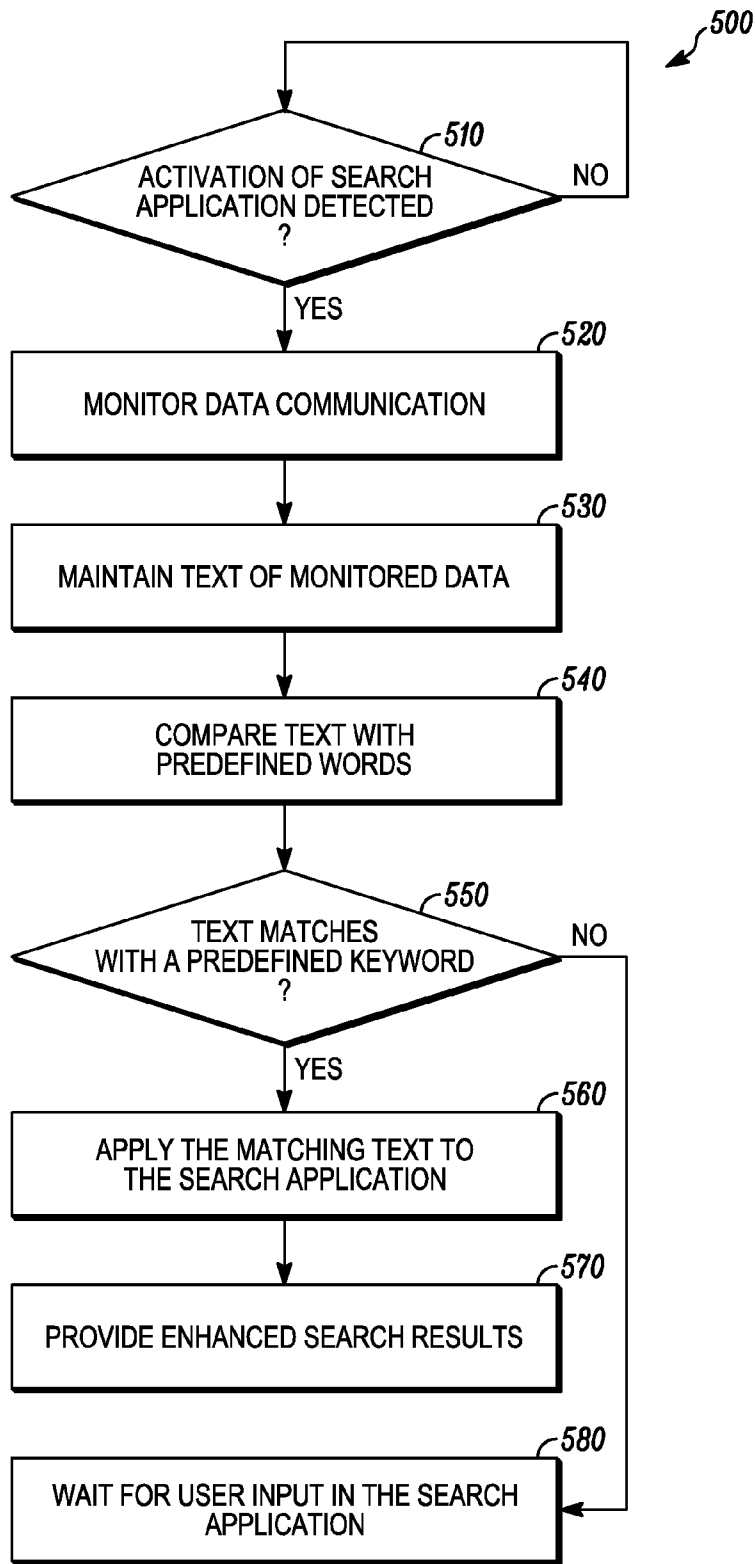 500
510
ACTIVATION OF SEARCH
APPLICATION DETECTED
?
NO
YES
520
MONITOR DATA COMMUNICATION
530
MAINTAIN TEXT OF MONITORED DATA
540
COMPARE TEXT WITH
PREDEFINED WORDS
550
TEXT MATCHES
WITH A PREDEFINED KEYWORD
?
NO
YES
560
APPLY THE MATCHING TEXT TO
THE SEARCH APPLICATION
570
PROVIDE ENHANCED SEARCH RESULTS
580
WAIT FOR USER INPUT IN THE SEARCH
APPLICATION